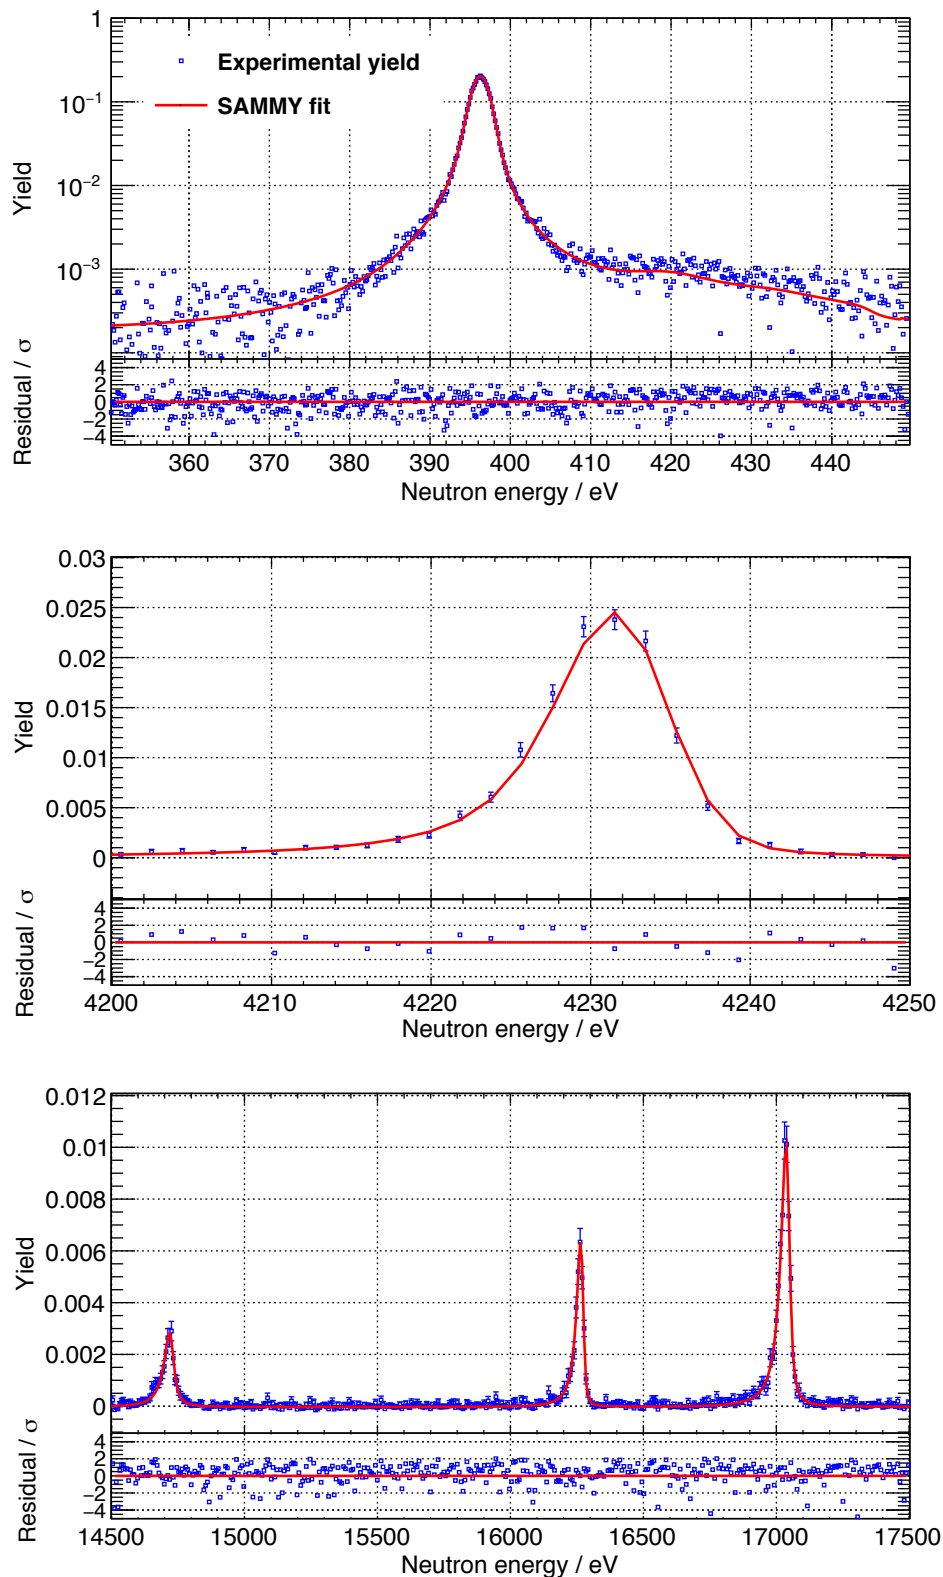 1
Experimental yield
SAMMY fit
10⁻¹
10⁻²
10⁻³
Yield
4
2
0
−2
−4
Residual / σ
360 370 380 390 400 410 420 430 440
Neutron energy / eV
0.03
0.025
0.02
0.015
0.01
0.005
0
Yield
4
2
0
−2
−4
Residual / σ
4200 4210 4220 4230 4240 4250
Neutron energy / eV
0.012
0.01
0.008
0.006
0.004
0.002
0
Yield
4
2
0
−2
−4
Residual / σ
14500 15000 15500 16000 16500 17000 17500
Neutron energy / eV